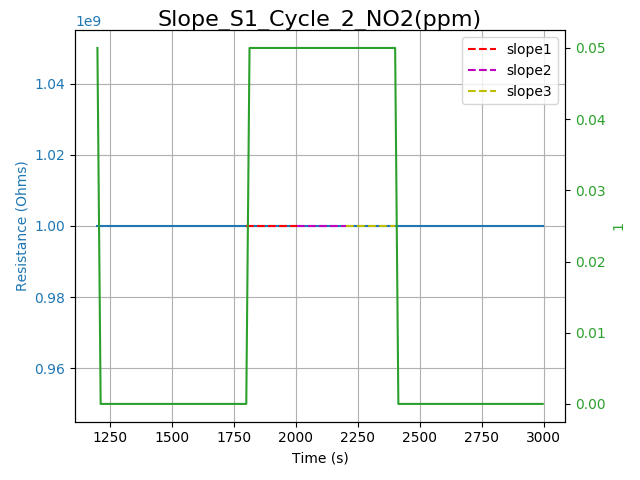 Slope_S1_Cycle_2_NO2(ppm)
1e9
slope1
slope2
slope3
1.04
1.02
1.00
0.98
0.96
Resistance (Ohms)
0.05
0.04
0.03
0.02
0.01
0.00
1
1250 1500 1750 2000 2250 2500 2750 3000
Time (s)